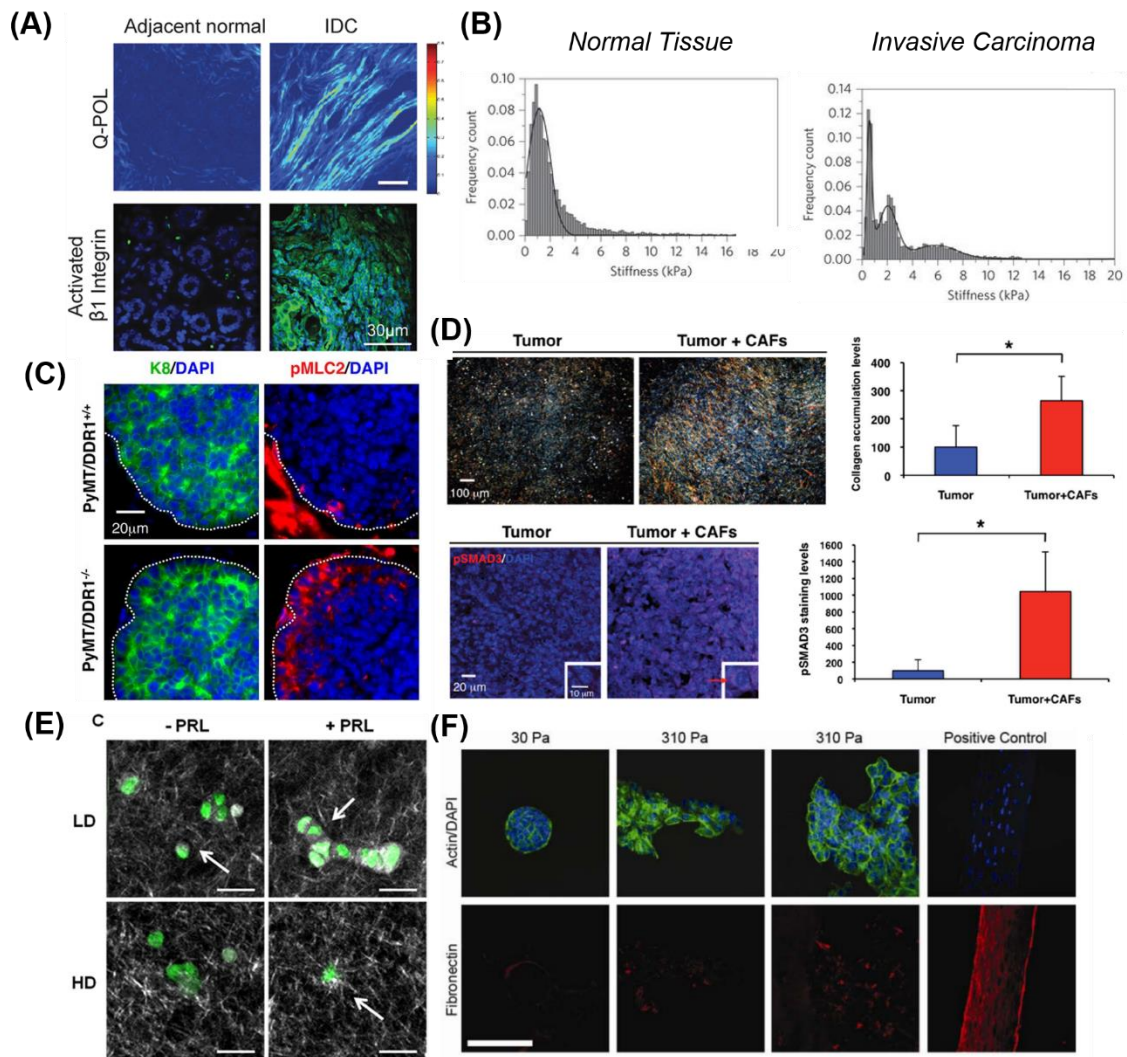 (A)
Adjacent normal
IDC
Q-POL
Activated
β1 Integrin
30μm
(B)
Normal Tissue
Invasive Carcinoma
Frequency count
0.10
0.08
0.06
0.04
0.02
0.00
0 2 4 6 8 10 12 14 16 18 20
Stiffness (kPa)
Frequency count
0.14
0.12
0.10
0.08
0.06
0.04
0.02
0.00
0 2 4 6 8 10 12 14 16 18 20
Stiffness (kPa)
(C)
K8/DAPI
pMLC2/DAPI
PyMT/DDR1+/+
20μm
PyMT/DDR1-/-
(D)
Tumor
Tumor + CAFs
100 μm
Collagen accumulation levels
400
300
200
100
0
*
Tumor
Tumor+CAFs
Tumor
Tumor + CAFs
pSMAD3/DAPI
20 μm
10 μm
pSMAD3 staining levels
1600
1400
1200
1000
800
600
400
200
0
*
Tumor
Tumor+CAFs
(E)
C
- PRL
+ PRL
LD
HD
(F)
30 Pa
310 Pa
310 Pa
Positive Control
Actin/DAPI
Fibronectin